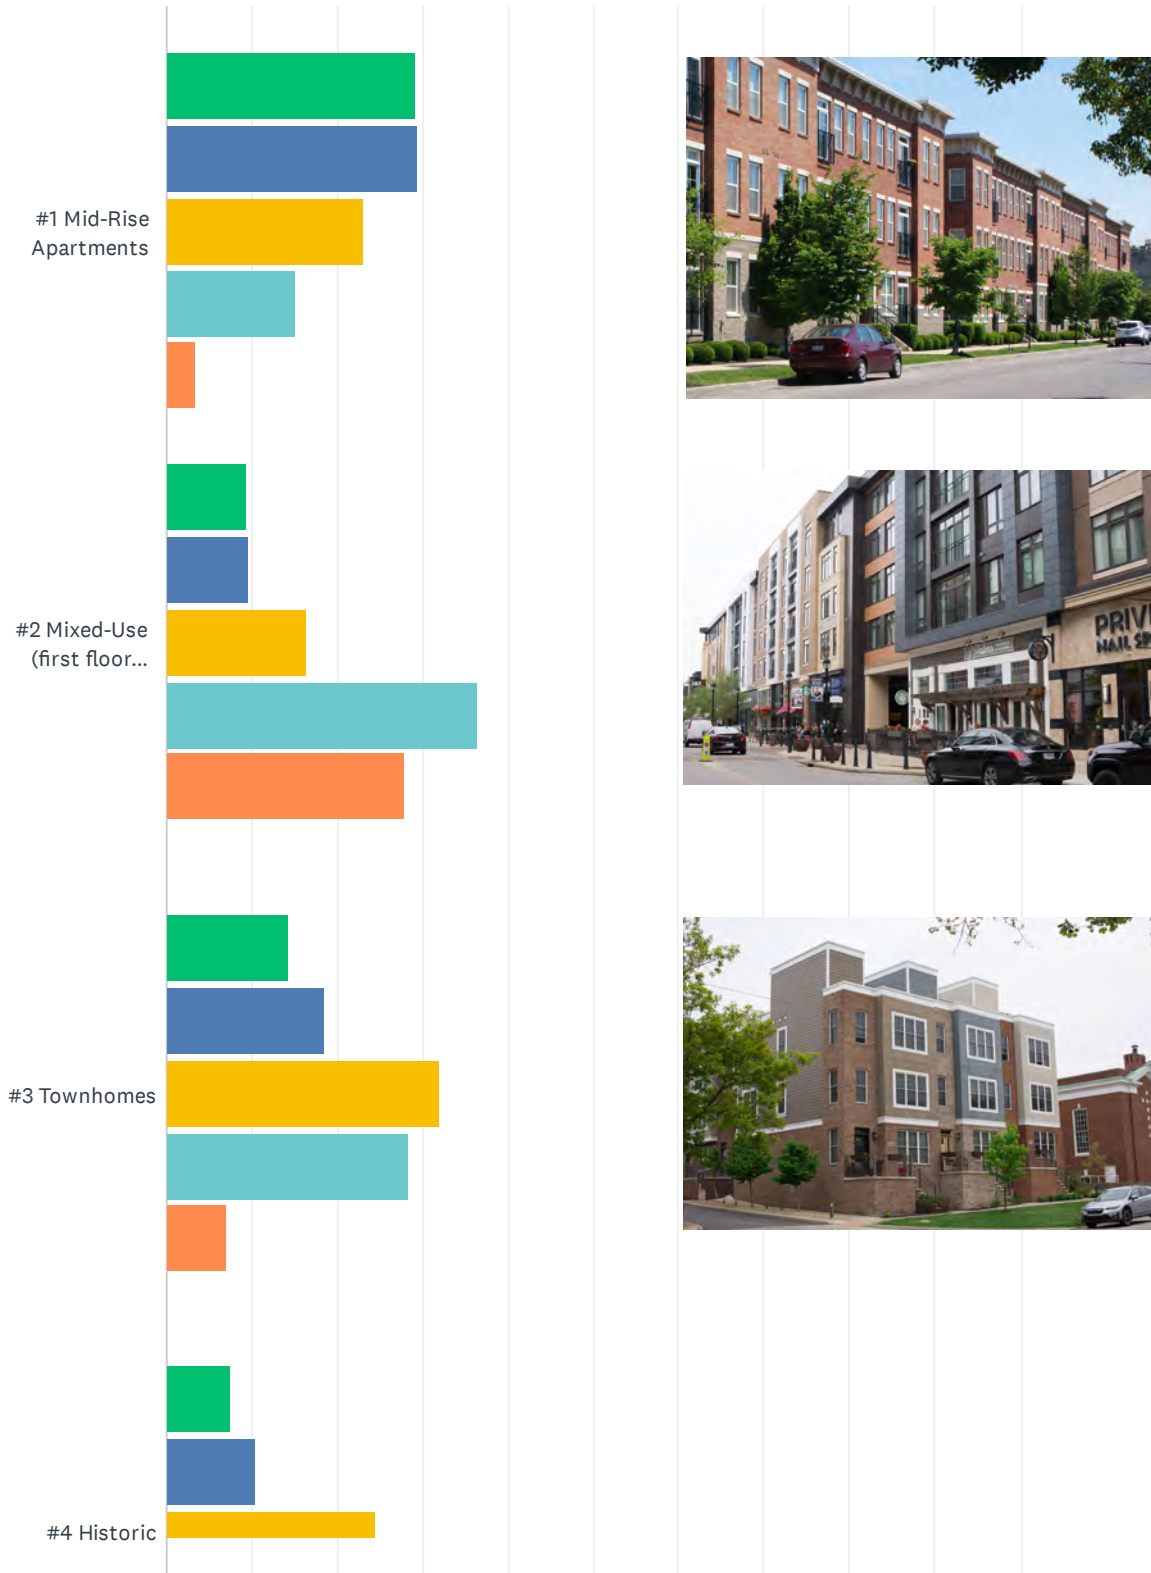 #1 Mid-Rise
Apartments
#2 Mixed-Use
(first floor...
PRIV
NAIL SP
#3 Townhomes
#4 Historic